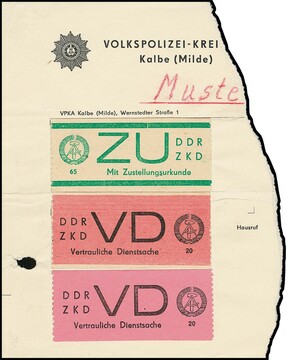 VOLKSPOLIZEI-KREI
Kalbe (Milde)
Muste
VPKA Kalbe (Milde), Wernstedter Straße 1
ZU DDR
ZKD
65
Mit Zustellungsurkunde
DDR VD
ZKD
Vertrauliche Dienstsache 20
Hausruf
DDR VD
ZKD
Vertrauliche Dienstsache 20